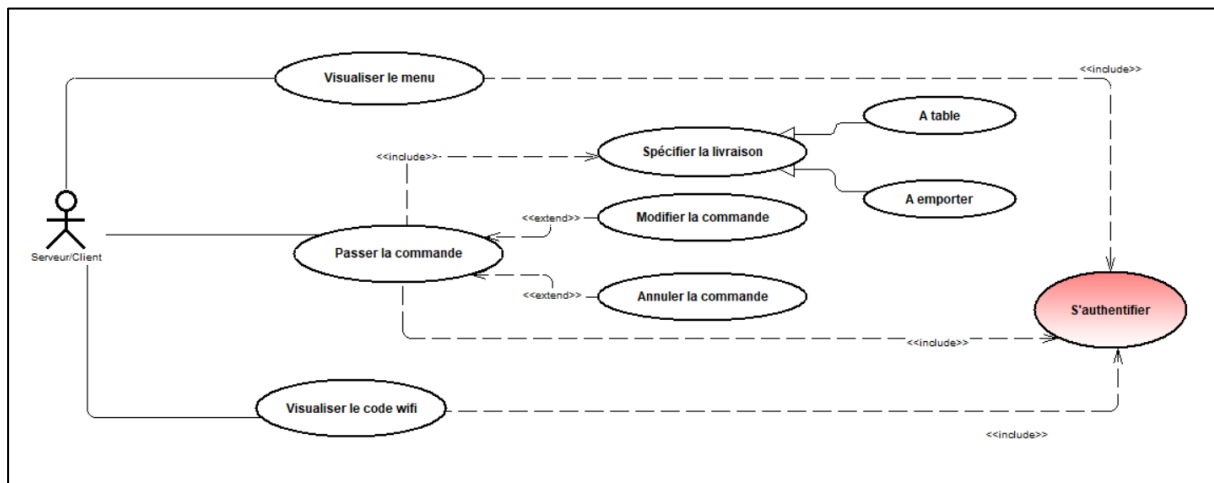 Visualiser le menu
<<include>>
A table
<<include>>
Spécifier la livraison
A emporter
<<extend>>
Modifier la commande
Serveur/Client
Passer la commande
<<extend>>
Annuler la commande
S'authentifier
<<include>>
Visualiser le code wifi
<<include>>